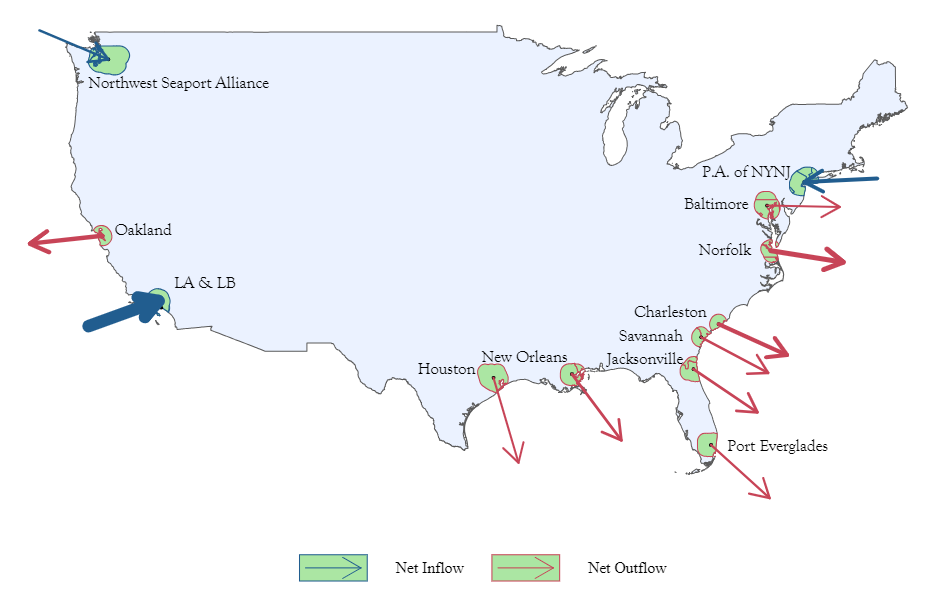 Northwest Seaport Alliance
P.A. of NYNJ
Baltimore
Oakland
Norfolk
LA & LB
Charleston
Savannah
New Orleans
Jacksonville
Houston
Port Everglades
Net Inflow
Net Outflow